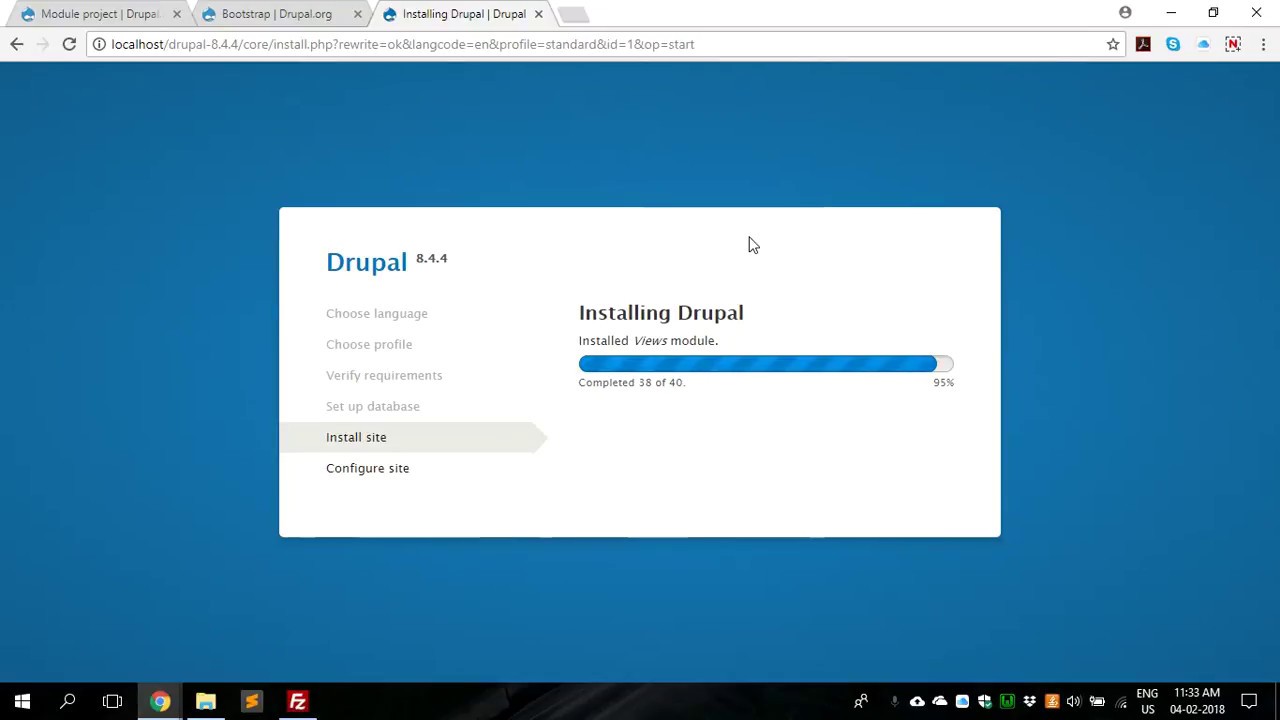 Module project | Drupal
Bootstrap | Drupal.org
Installing Drupal | Drupal
localhost/drupal-8.4.4/core/install.php?rewrite=ok&langcode=en&profile=standard&id=1&op=start
Drupal 8.4.4
Choose language
Choose profile
Verify requirements
Set up database
Install site
Configure site
Installing Drupal
Installed Views module.
Completed 38 of 40.
95%
ENG
US
11:33 AM
04-02-2018